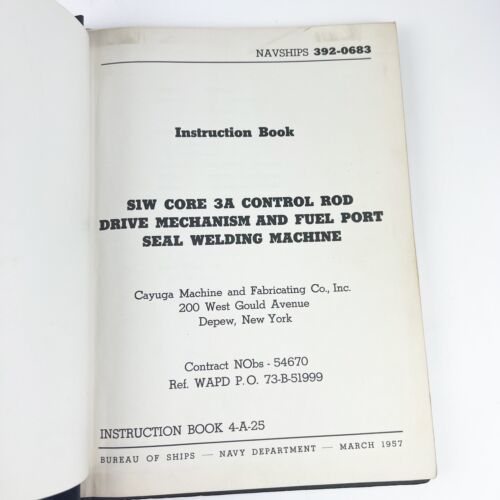 NAVSHIPS 392-0683
Instruction Book
S1W CORE 3A CONTROL ROD
DRIVE MECHANISM AND FUEL PORT
SEAL WELDING MACHINE
Cayuga Machine and Fabricating Co., Inc.
200 West Gould Avenue
Depew, New York
Contract NObs - 54670
Ref. WAPD P.O. 73-B-51999
INSTRUCTION BOOK 4-A-25
BUREAU OF SHIPS — NAVY DEPARTMENT — MARCH 1957